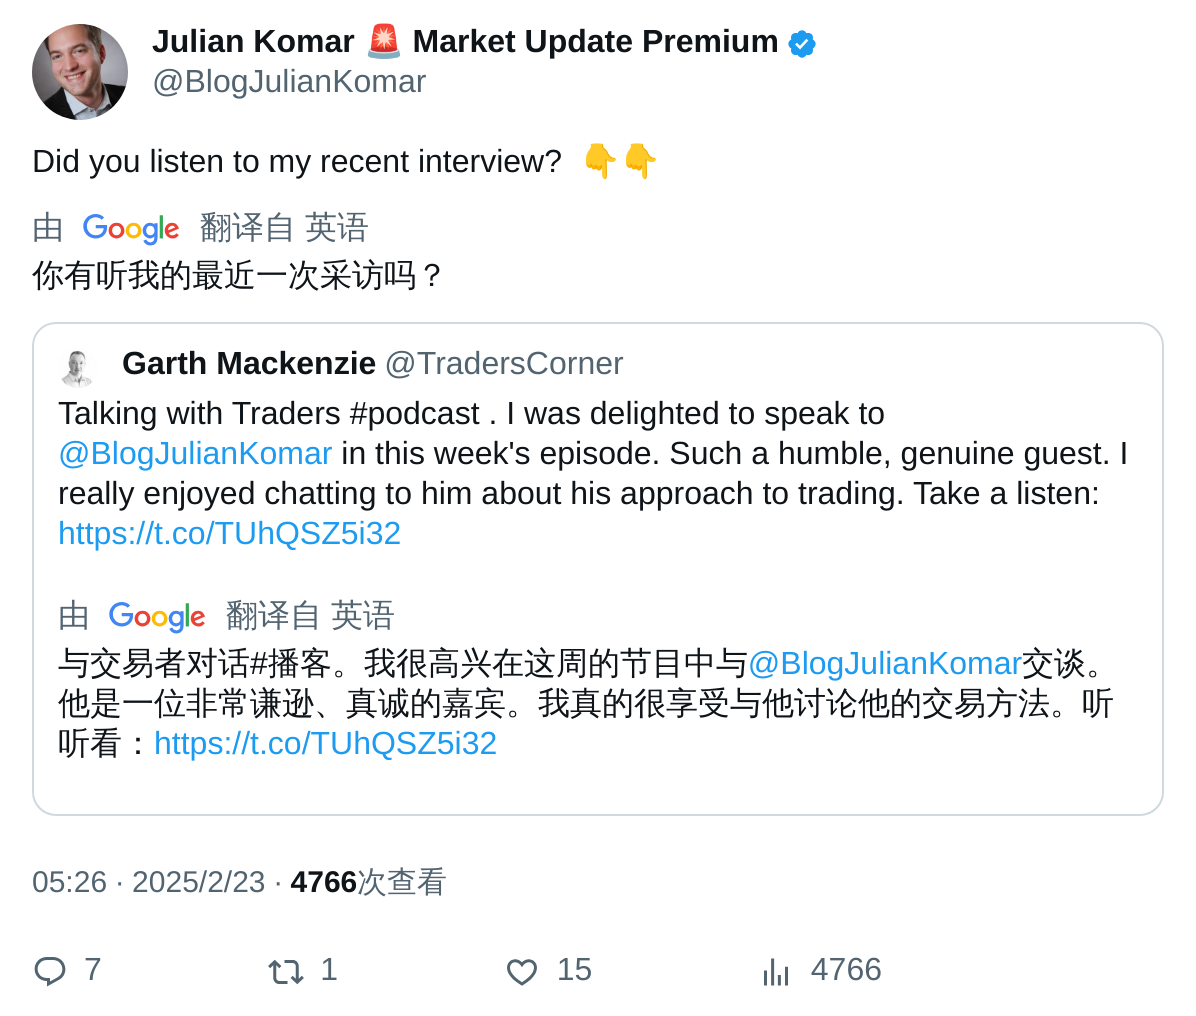 Julian Komar 🚨 Market Update Premium
@BlogJulianKomar
Did you listen to my recent interview? 👇👇
由 Google 翻译自 英语
你有听我的最近一次采访吗？
Garth Mackenzie @TradersCorner
Talking with Traders #podcast . I was delighted to speak to
@BlogJulianKomar in this week's episode. Such a humble, genuine guest. I
really enjoyed chatting to him about his approach to trading. Take a listen:
https://t.co/TUhQSZ5i32
由 Google 翻译自 英语
与交易者对话#播客。我很高兴在这周的节目中与@BlogJulianKomar交谈。
他是一位非常谦逊、真诚的嘉宾。我真的很享受与他讨论他的交易方法。听
听看：https://t.co/TUhQSZ5i32
05:26 · 2025/2/23 · 4766次查看
7 1 15 4766